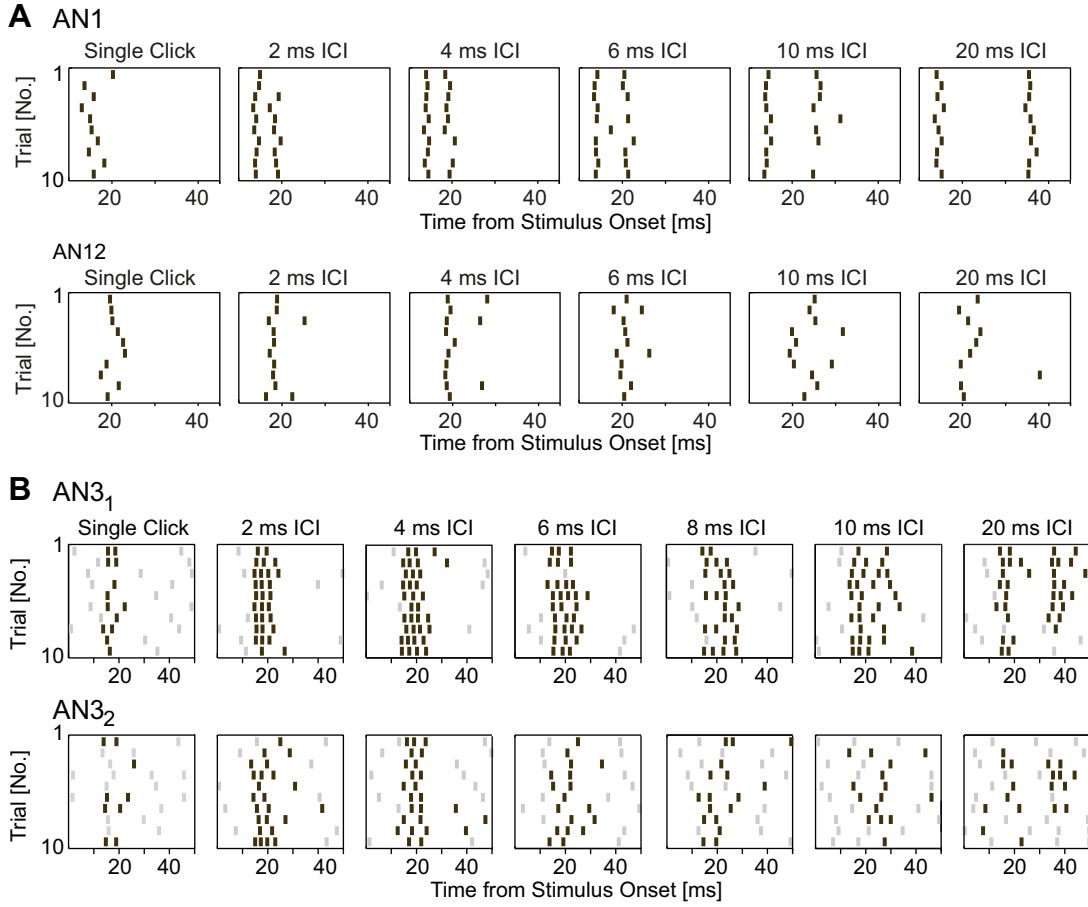 A AN1
Single Click 2 ms ICI 4 ms ICI 6 ms ICI 10 ms ICI 20 ms ICI
1
Trial [No.]
10
20 40 20 40 20 40 20 40 20 40 20 40
Time from Stimulus Onset [ms]
AN12
Single Click 2 ms ICI 4 ms ICI 6 ms ICI 10 ms ICI 20 ms ICI
1
Trial [No.]
10
20 40 20 40 20 40 20 40 20 40 20 40
Time from Stimulus Onset [ms]
B AN3₁
Single Click 2 ms ICI 4 ms ICI 6 ms ICI 8 ms ICI 10 ms ICI 20 ms ICI
1
Trial [No.]
10
20 40 20 40 20 40 20 40 20 40 20 40 20 40
AN3₂
1
Trial [No.]
10
20 40 20 40 20 40 20 40 20 40 20 40 20 40
Time from Stimulus Onset [ms]